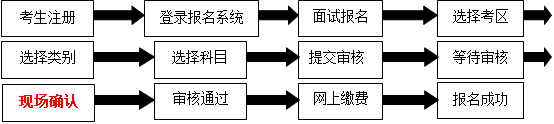 考生注册 登录报名系统 面试报名 选择考区
选择类别 选择科目 提交审核 等待审核
现场确认 审核通过 网上缴费 报名成功